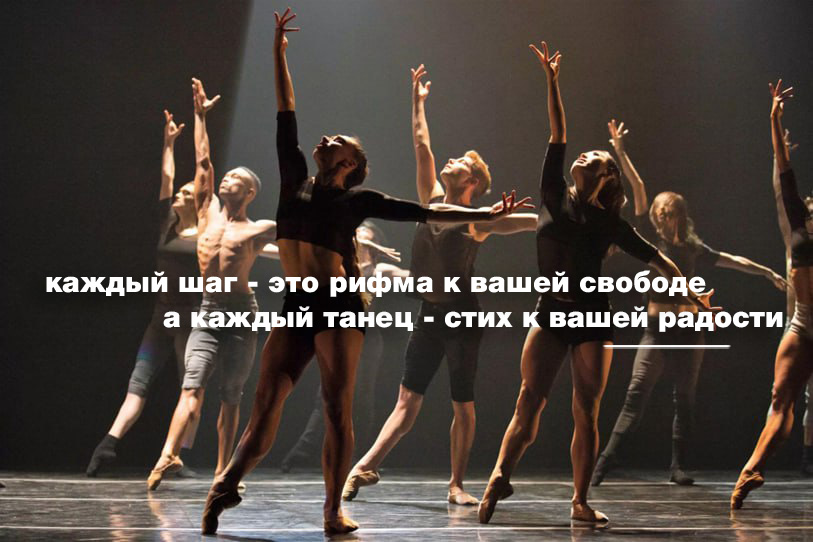 каждый шаг - это рифма к вашей свободе
а каждый танец - стих к вашей радости